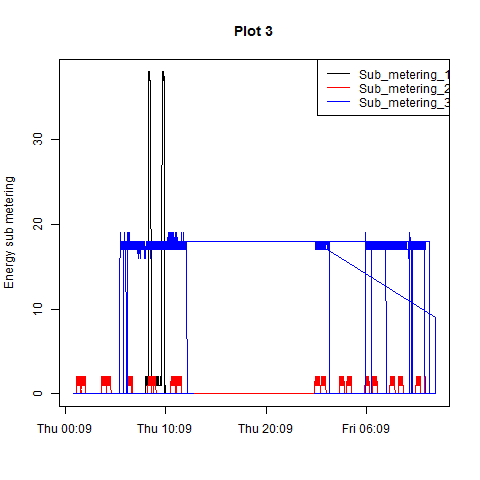 Plot 3
Sub_metering_1
Sub_metering_2
Sub_metering_3
Energy sub metering
30
20
10
0
Thu 00:09 Thu 10:09 Thu 20:09 Fri 06:09